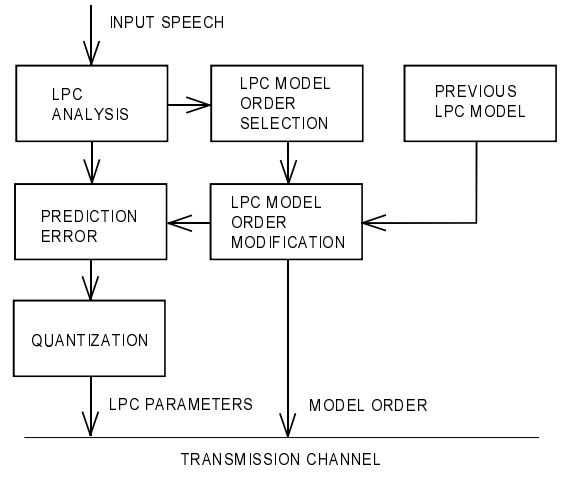 INPUT SPEECH
LPC
ANALYSIS
LPC MODEL
ORDER
SELECTION
PREVIOUS
LPC MODEL
PREDICTION
ERROR
LPC MODEL
ORDER
MODIFICATION
QUANTIZATION
LPC PARAMETERS
MODEL ORDER
TRANSMISSION CHANNEL